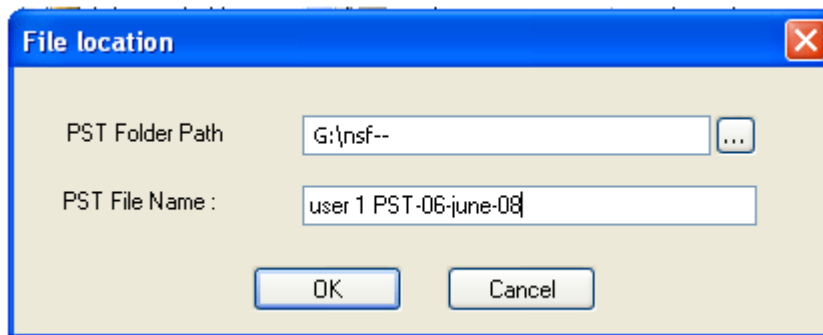 File location
PST Folder Path G:\nsf--
...
PST File Name : user 1 PST-06-june-08
OK Cancel